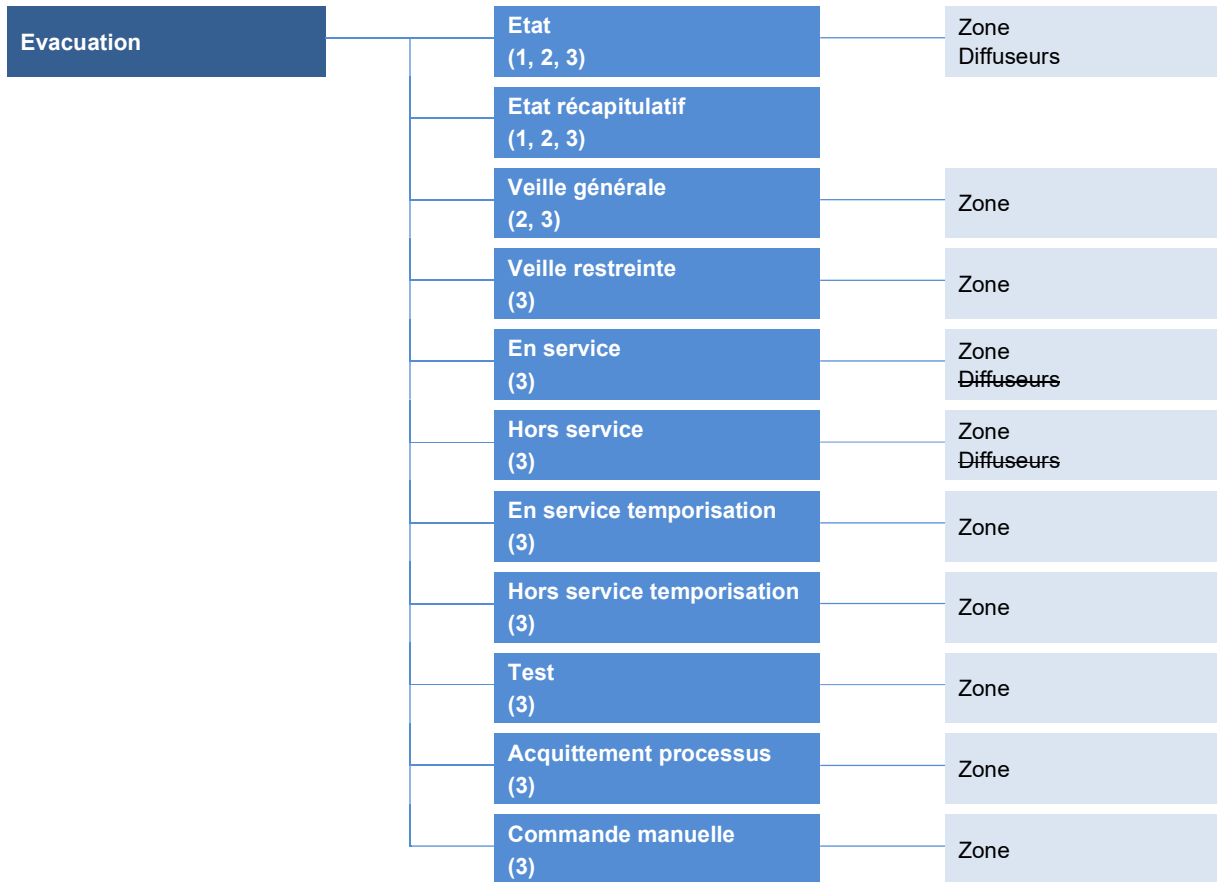 Evacuation
Etat
(1, 2, 3)
Zone
Diffuseurs
Etat récapitulatif
(1, 2, 3)
Veille générale
(2, 3)
Zone
Veille restreinte
(3)
Zone
En service
(3)
Zone
Diffuseurs
Hors service
(3)
Zone
Diffuseurs
En service temporisation
(3)
Zone
Hors service temporisation
(3)
Zone
Test
(3)
Zone
Acquittement processus
(3)
Zone
Commande manuelle
(3)
Zone